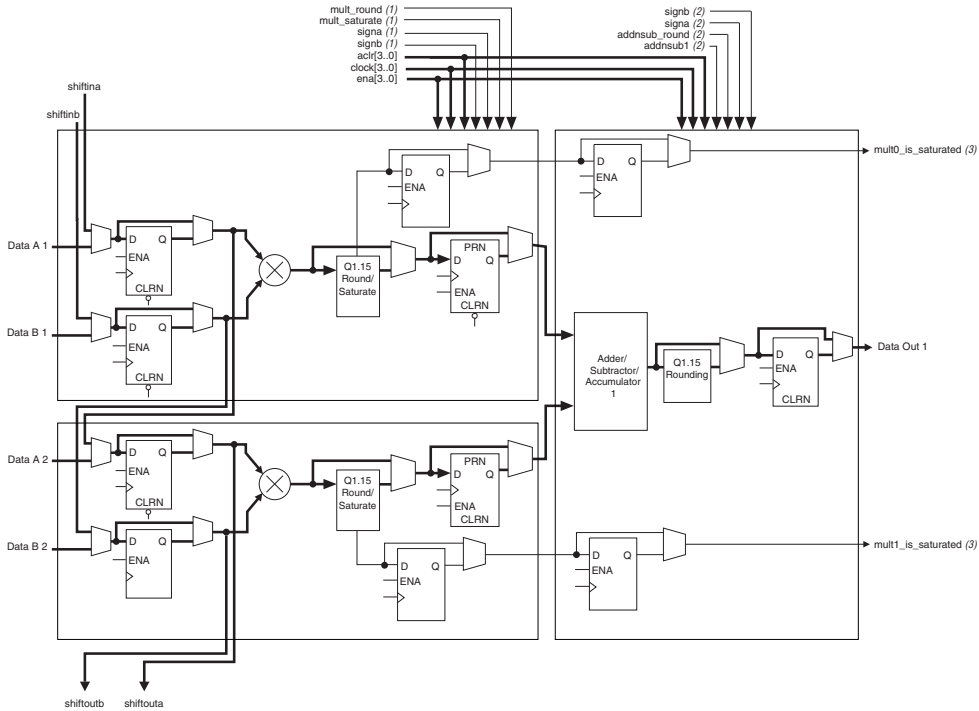 mult_round (1)
mult_saturate (1)
signa (1)
signb (1)
aclr[3..0]
clock[3..0]
ena[3..0]
signb (2)
signa (2)
addnsub_round (2)
addnsub1 (2)
shiftina
shiftinb
mult0_is_saturated (3)
D Q
ENA
D Q
ENA
Data A 1
D Q
ENA
CLRN
Q1.15
Round/
Saturate
PRN
D Q
ENA
CLRN
Data B 1
D Q
ENA
CLRN
Adder/
Subtractor/
Accumulator
1
Q1.15
Rounding
D Q
ENA
CLRN
Data Out 1
Data A 2
D Q
ENA
CLRN
Q1.15
Round/
Saturate
PRN
D Q
ENA
CLRN
Data B 2
D Q
ENA
D Q
ENA
D Q
ENA
mult1_is_saturated (3)
shiftoutb
shiftouta